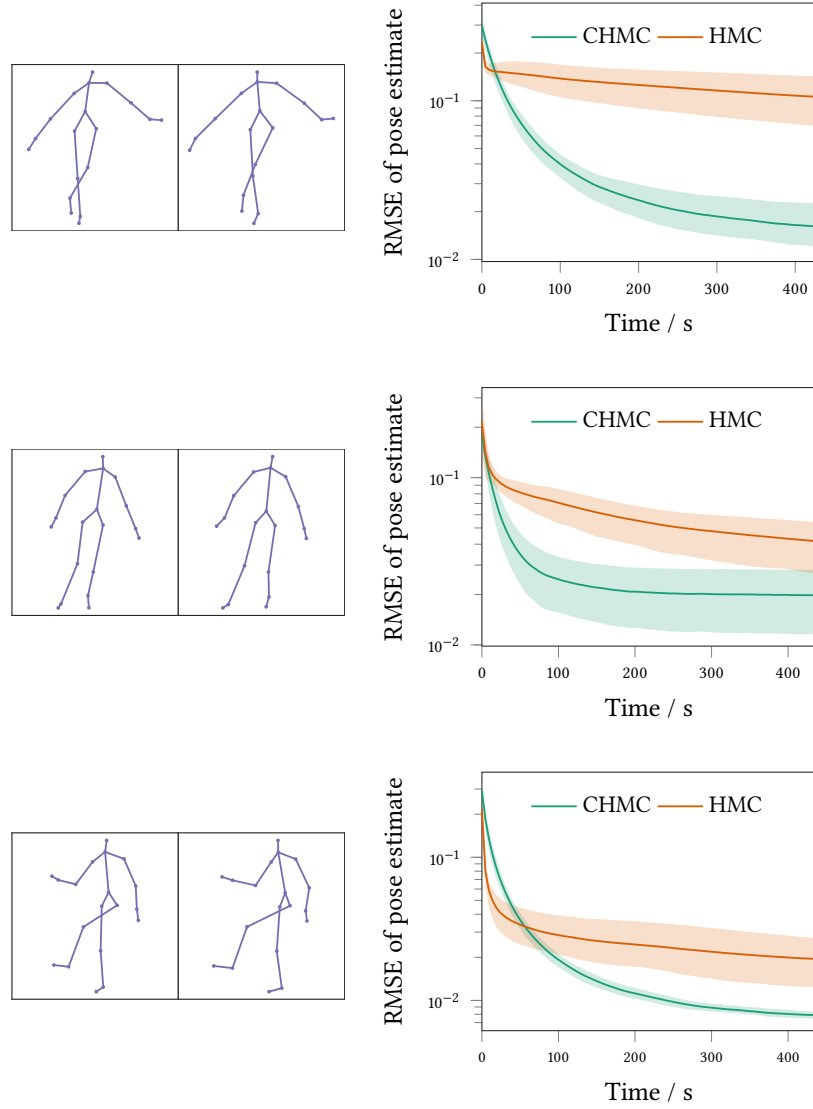 CHMC HMC
RMSE of pose estimate
10⁻¹
10⁻²
0 100 200 300 400
Time / s
CHMC HMC
RMSE of pose estimate
10⁻¹
10⁻²
0 100 200 300 400
Time / s
CHMC HMC
RMSE of pose estimate
10⁻¹
10⁻²
0 100 200 300 400
Time / s